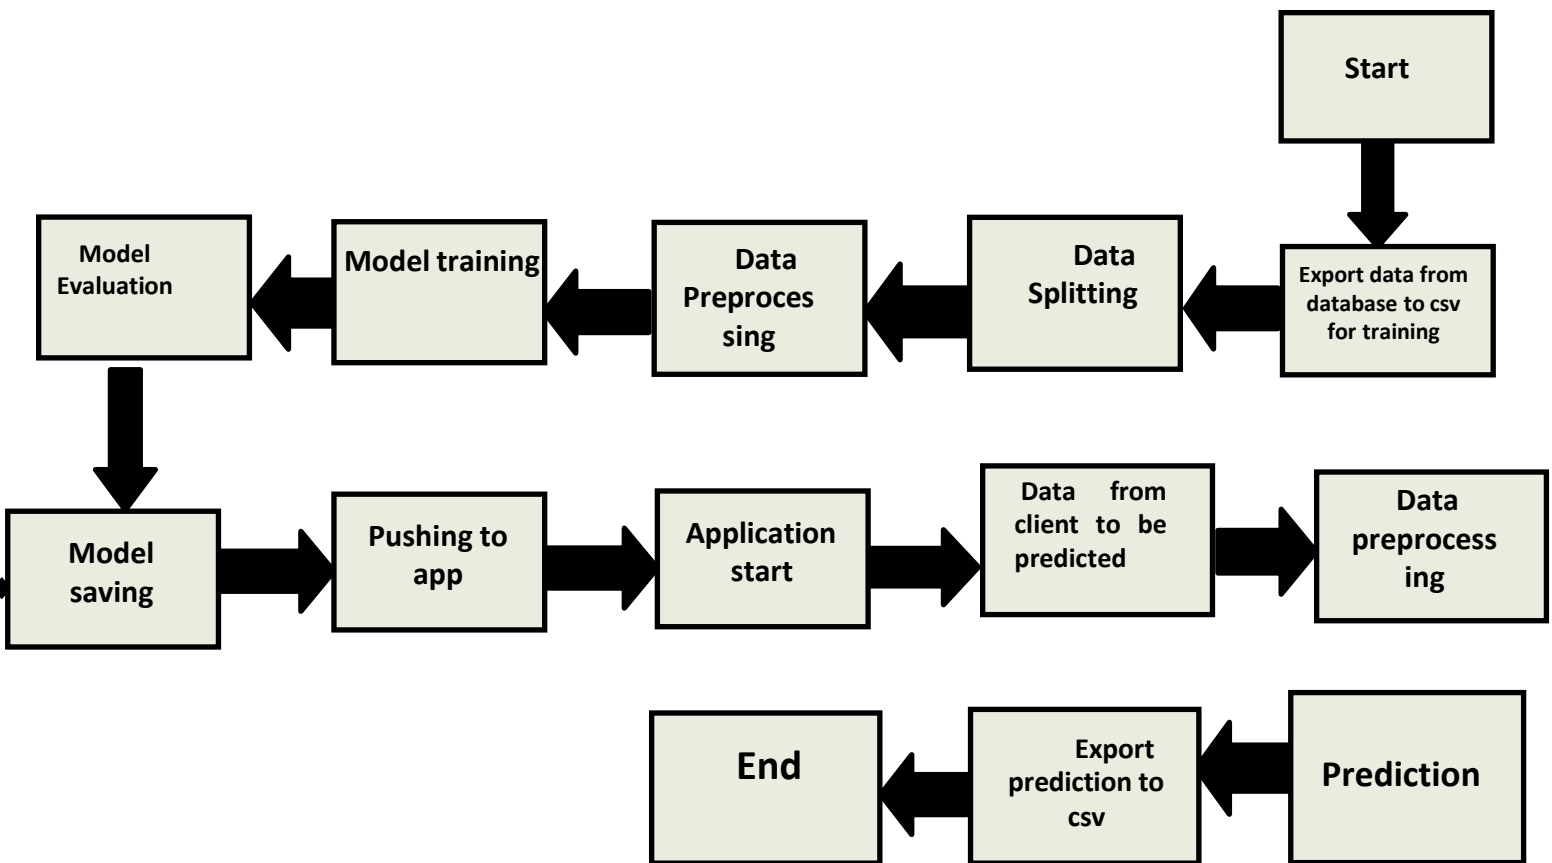 Start
Export data from
database to csv
for training
Data
Splitting
Data
Preproces
sing
Model training
Model
Evaluation
Model
saving
Pushing to
app
Application
start
Data from
client to be
predicted
Data
preprocess
ing
Prediction
Export
prediction to
csv
End